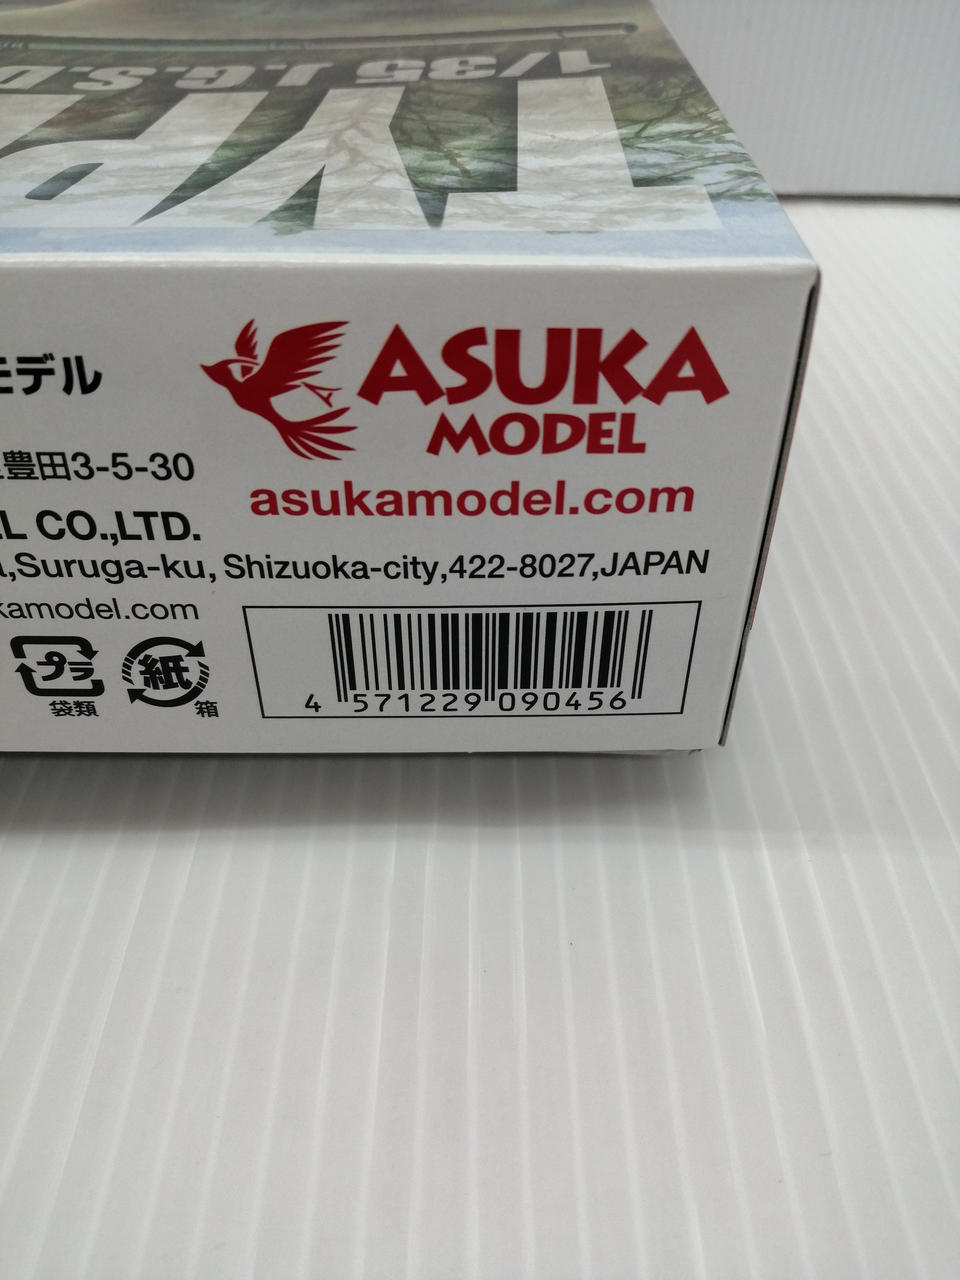 1/35 J.G.S.D.
TYP
ASUKA
MODEL
asukamodel.com
モデル
豊田3-5-30
L CO.,LTD.
,Suruga-ku, Shizuoka-city,422-8027,JAPAN
kamodel.com
プラ
袋類
紙
箱
4 571229 090456